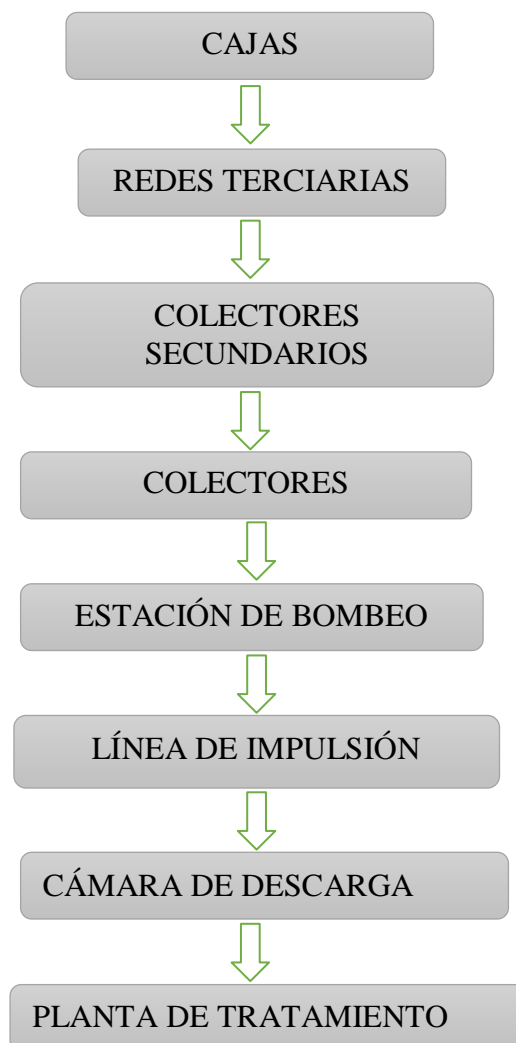 CAJAS
REDES TERCIARIAS
COLECTORES
SECUNDARIOS
COLECTORES
ESTACIÓN DE BOMBEO
LÍNEA DE IMPULSIÓN
CÁMARA DE DESCARGA
PLANTA DE TRATAMIENTO